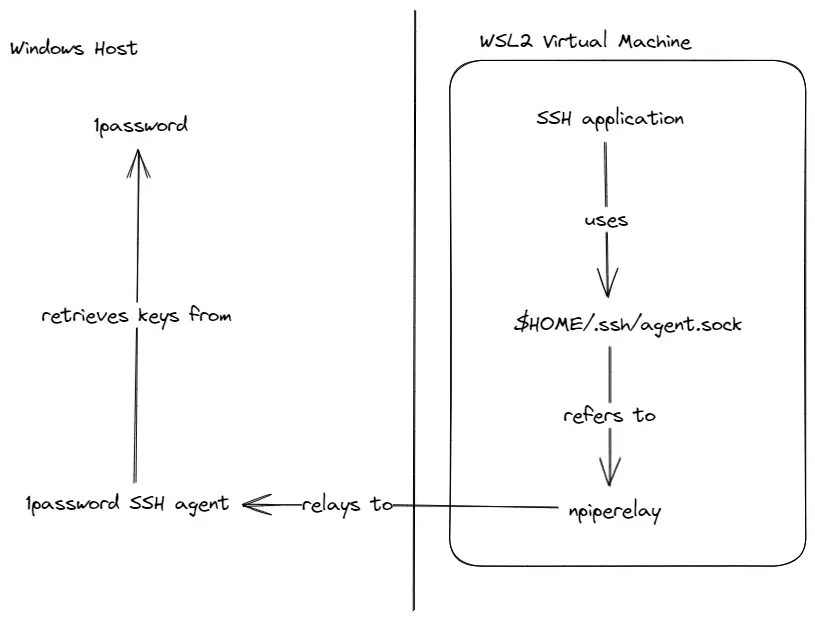 Windows Host
WSL2 Virtual Machine
1password
SSH application
uses
retrieves keys from
$HOME/.ssh/agent.sock
refers to
1password SSH agent
relays to
npiperelay